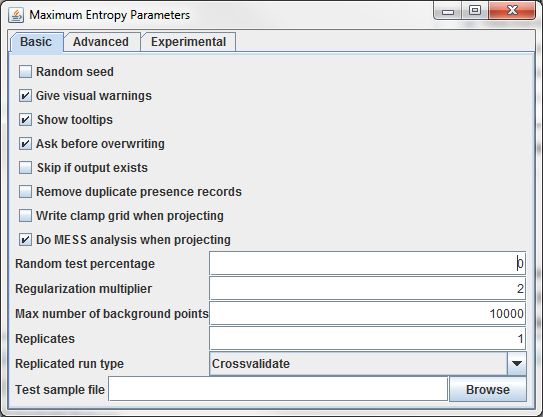 Maximum Entropy Parameters
Basic Advanced Experimental
Random seed
Give visual warnings
Show tooltips
Ask before overwriting
Skip if output exists
Remove duplicate presence records
Write clamp grid when projecting
Do MESS analysis when projecting
Random test percentage 0
Regularization multiplier 2
Max number of background points 10000
Replicates 1
Replicated run type Crossvalidate
Test sample file Browse